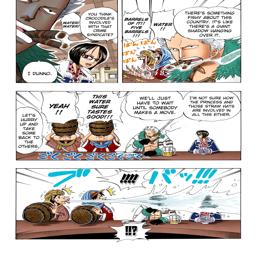 THERE'S
SOMETHING
FISHY ABOUT
THIS
COUNTRY.
IT'S LIKE
THERE'S
A QUIET
SHADOW
HANGING
OVER IT.
WATER!!
BARRELS
OF IT!
FIVE
BARRELS!!
YOU THINK
CROCODILE'S
INVOLVED WITH
THAT CRIME
SYNDICATE?
WATER!
WATER!
I DUNNO.
I'M NOT SURE HOW
THE PRINCESS AND
THOSE STRAW HATS
ARE INVOLVED IN
ALL THIS EITHER.
WE'LL JUST
HAVE TO WAIT
UNTIL SOMEBODY
MAKES A MOVE.
THIS
WATER
SURE
TASTES
GOOD!!
YEAH
!!
LET'S
HURRY UP
AND TAKE
SOME
BACK TO
THE
OTHERS.
!!?